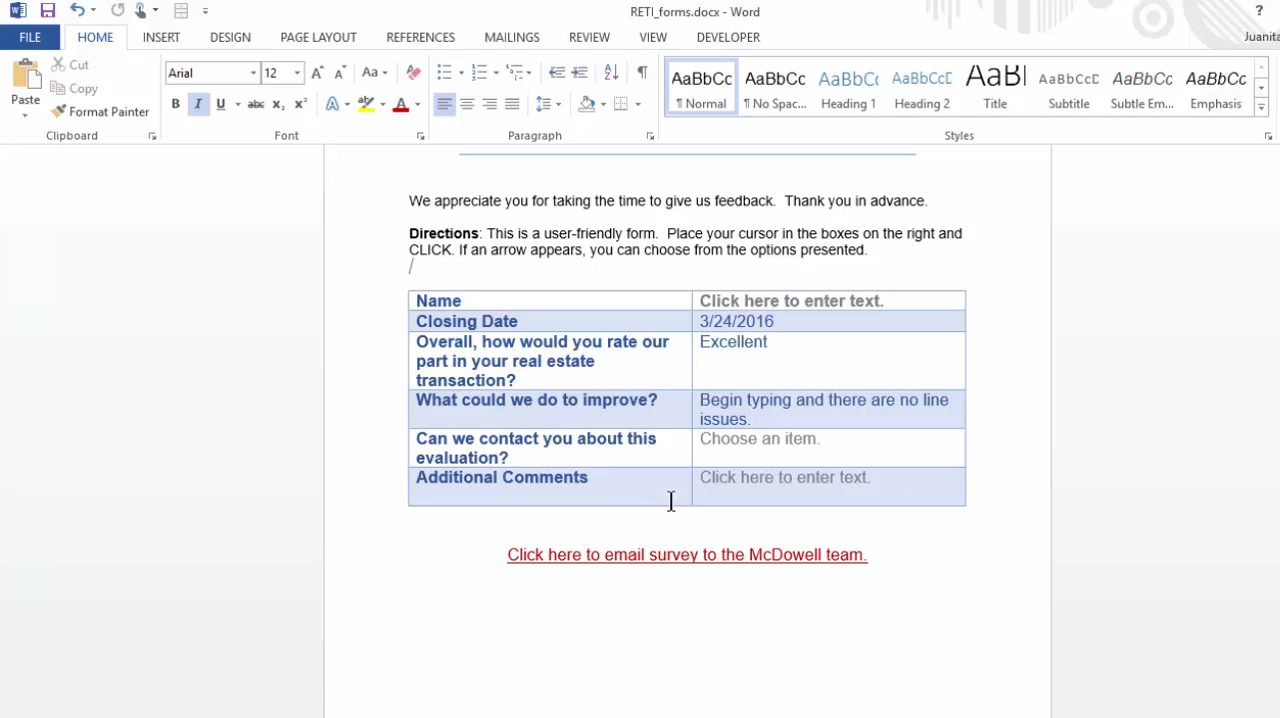 RETI_forms.docx - Word
?
FILE HOME INSERT DESIGN PAGE LAYOUT REFERENCES MAILINGS REVIEW VIEW DEVELOPER Juanita
Paste
Cut
Copy
Format Painter
Arial 12
AaBbCc AaBbCc AaBbCc AaBbCcD AaBl AaBbCc AaBbCc AaBbCc
¶ Normal ¶ No Spac... Heading 1 Heading 2 Title Subtitle Subtle Em... Emphasis
Clipboard Font Paragraph Styles
We appreciate you for taking the time to give us feedback. Thank you in advance.
Directions: This is a user-friendly form. Place your cursor in the boxes on the right and
CLICK. If an arrow appears, you can choose from the options presented.
Name Click here to enter text.
Closing Date 3/24/2016
Overall, how would you rate our Excellent
part in your real estate
transaction?
What could we do to improve? Begin typing and there are no line
issues.
Can we contact you about this Choose an item.
evaluation?
Additional Comments Click here to enter text.
Click here to email survey to the McDowell team.